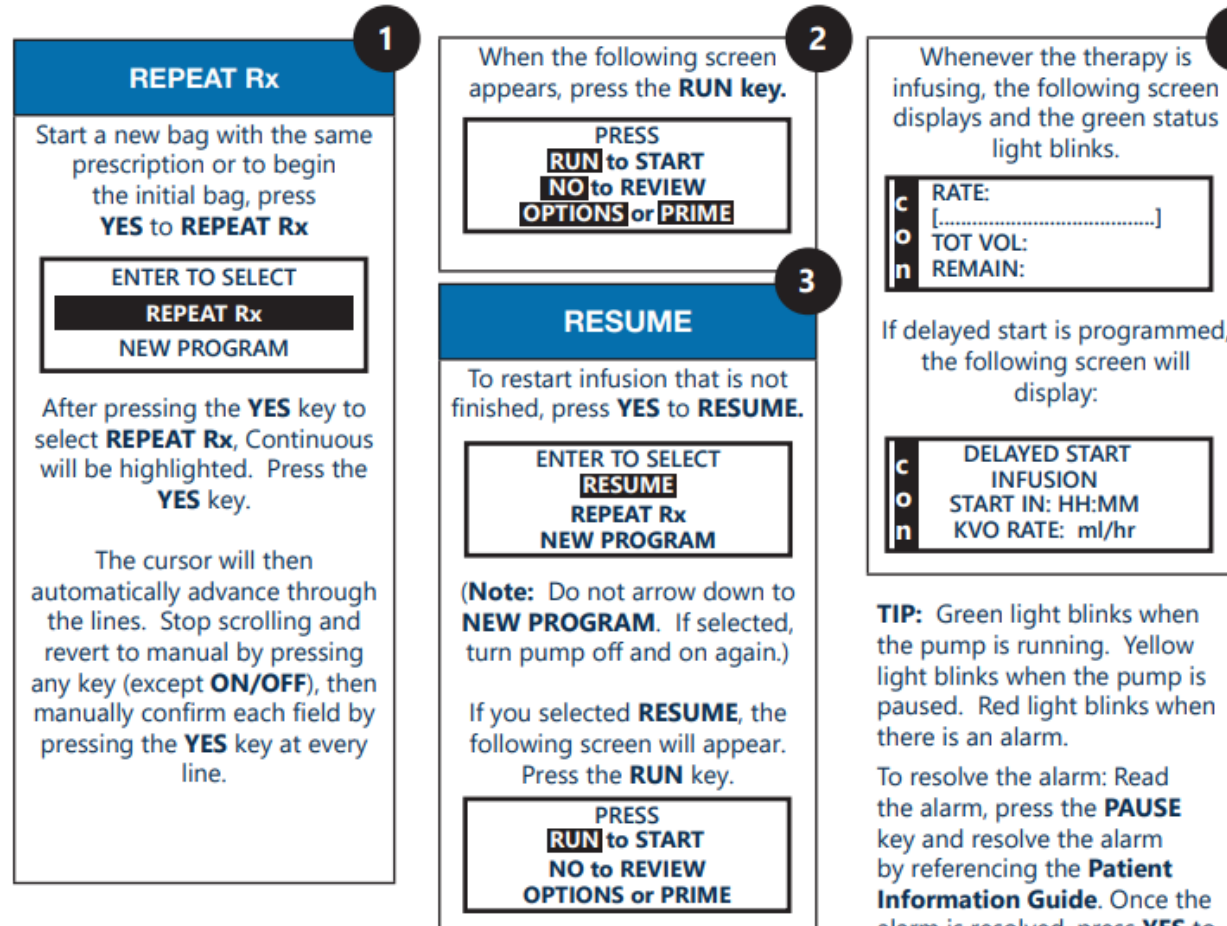 1
REPEAT Rx
Start a new bag with the same
prescription or to begin
the initial bag, press
YES to REPEAT Rx
ENTER TO SELECT
REPEAT Rx
NEW PROGRAM
After pressing the YES key to
select REPEAT Rx, Continuous
will be highlighted. Press the
YES key.
The cursor will then
automatically advance through
the lines. Stop scrolling and
revert to manual by pressing
any key (except ON/OFF), then
manually confirm each field by
pressing the YES key at every
line.
2
When the following screen
appears, press the RUN key.
PRESS
RUN to START
NO to REVIEW
OPTIONS or PRIME
3
RESUME
To restart infusion that is not
finished, press YES to RESUME.
ENTER TO SELECT
RESUME
REPEAT Rx
NEW PROGRAM
(Note: Do not arrow down to
NEW PROGRAM. If selected,
turn pump off and on again.)
If you selected RESUME, the
following screen will appear.
Press the RUN key.
PRESS
RUN to START
NO to REVIEW
OPTIONS or PRIME
Whenever the therapy is
infusing, the following screen
displays and the green status
light blinks.
con
RATE:
[.......................................]
TOT VOL:
REMAIN:
If delayed start is programmed,
the following screen will
display:
con
DELAYED START
INFUSION
START IN: HH:MM
KVO RATE: ml/hr
TIP: Green light blinks when
the pump is running. Yellow
light blinks when the pump is
paused. Red light blinks when
there is an alarm.
To resolve the alarm: Read
the alarm, press the PAUSE
key and resolve the alarm
by referencing the Patient
Information Guide. Once the
alarm is resolved, press YES to